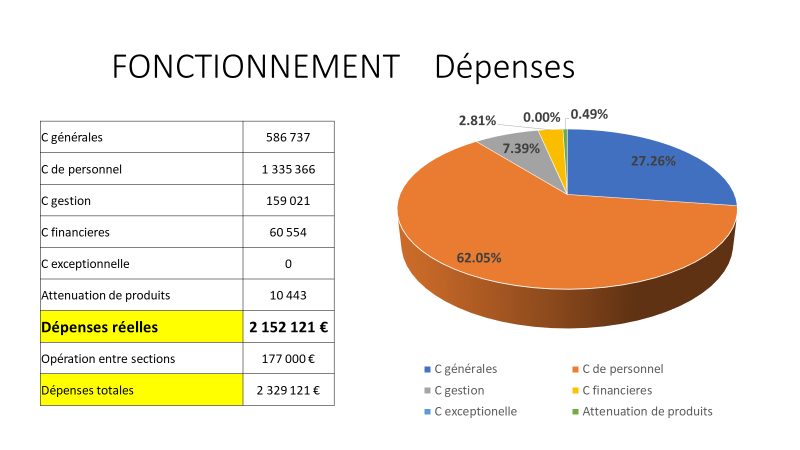 FONCTIONNEMENT Dépenses
C générales 586 737
C de personnel 1 335 366
C gestion 159 021
C financieres 60 554
C exceptionnelle 0
Attenuation de produits 10 443
Dépenses réelles 2 152 121 €
Opération entre sections 177 000 €
Dépenses totales 2 329 121 €
2.81% 0.00% 0.49%
7.39% 27.26%
62.05%
C générales C de personnel
C gestion C financieres
C exceptionelle Attenuation de produits